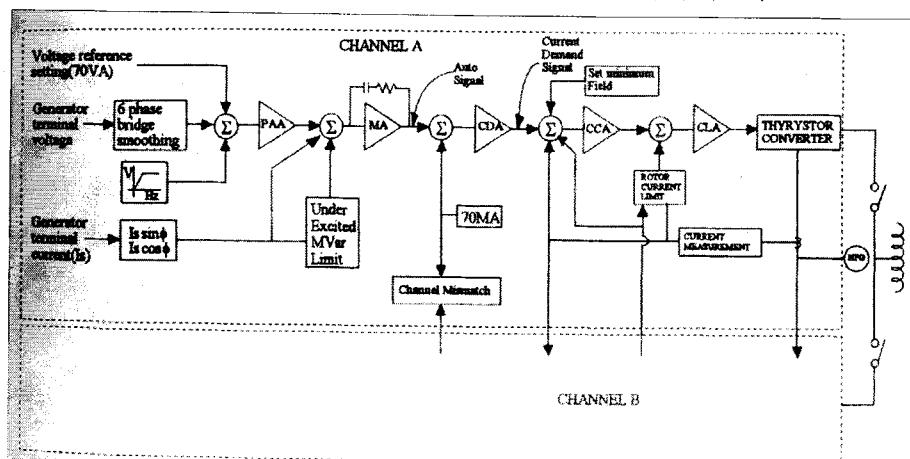 CHANNEL A
Voltage reference
setting(70VA)
Generator
terminal
voltage
6 phase
bridge
smoothing
Σ
PAA
Σ
MA
Auto
Signal
Σ
CDA
Current
Demand
Signal
Set minimum
Field
Σ
CCA
Σ
CLA
THYRYSTOR
CONVERTER
V
Hz
Generator
terminal
current(Is)
Is sinϕ
Is cosϕ
Under
Excited
MVar
Limit
70MA
Channel Mismatch
ROTOR
CURRENT
LIMIT
CURRENT
MEASUREMENT
CHANNEL B